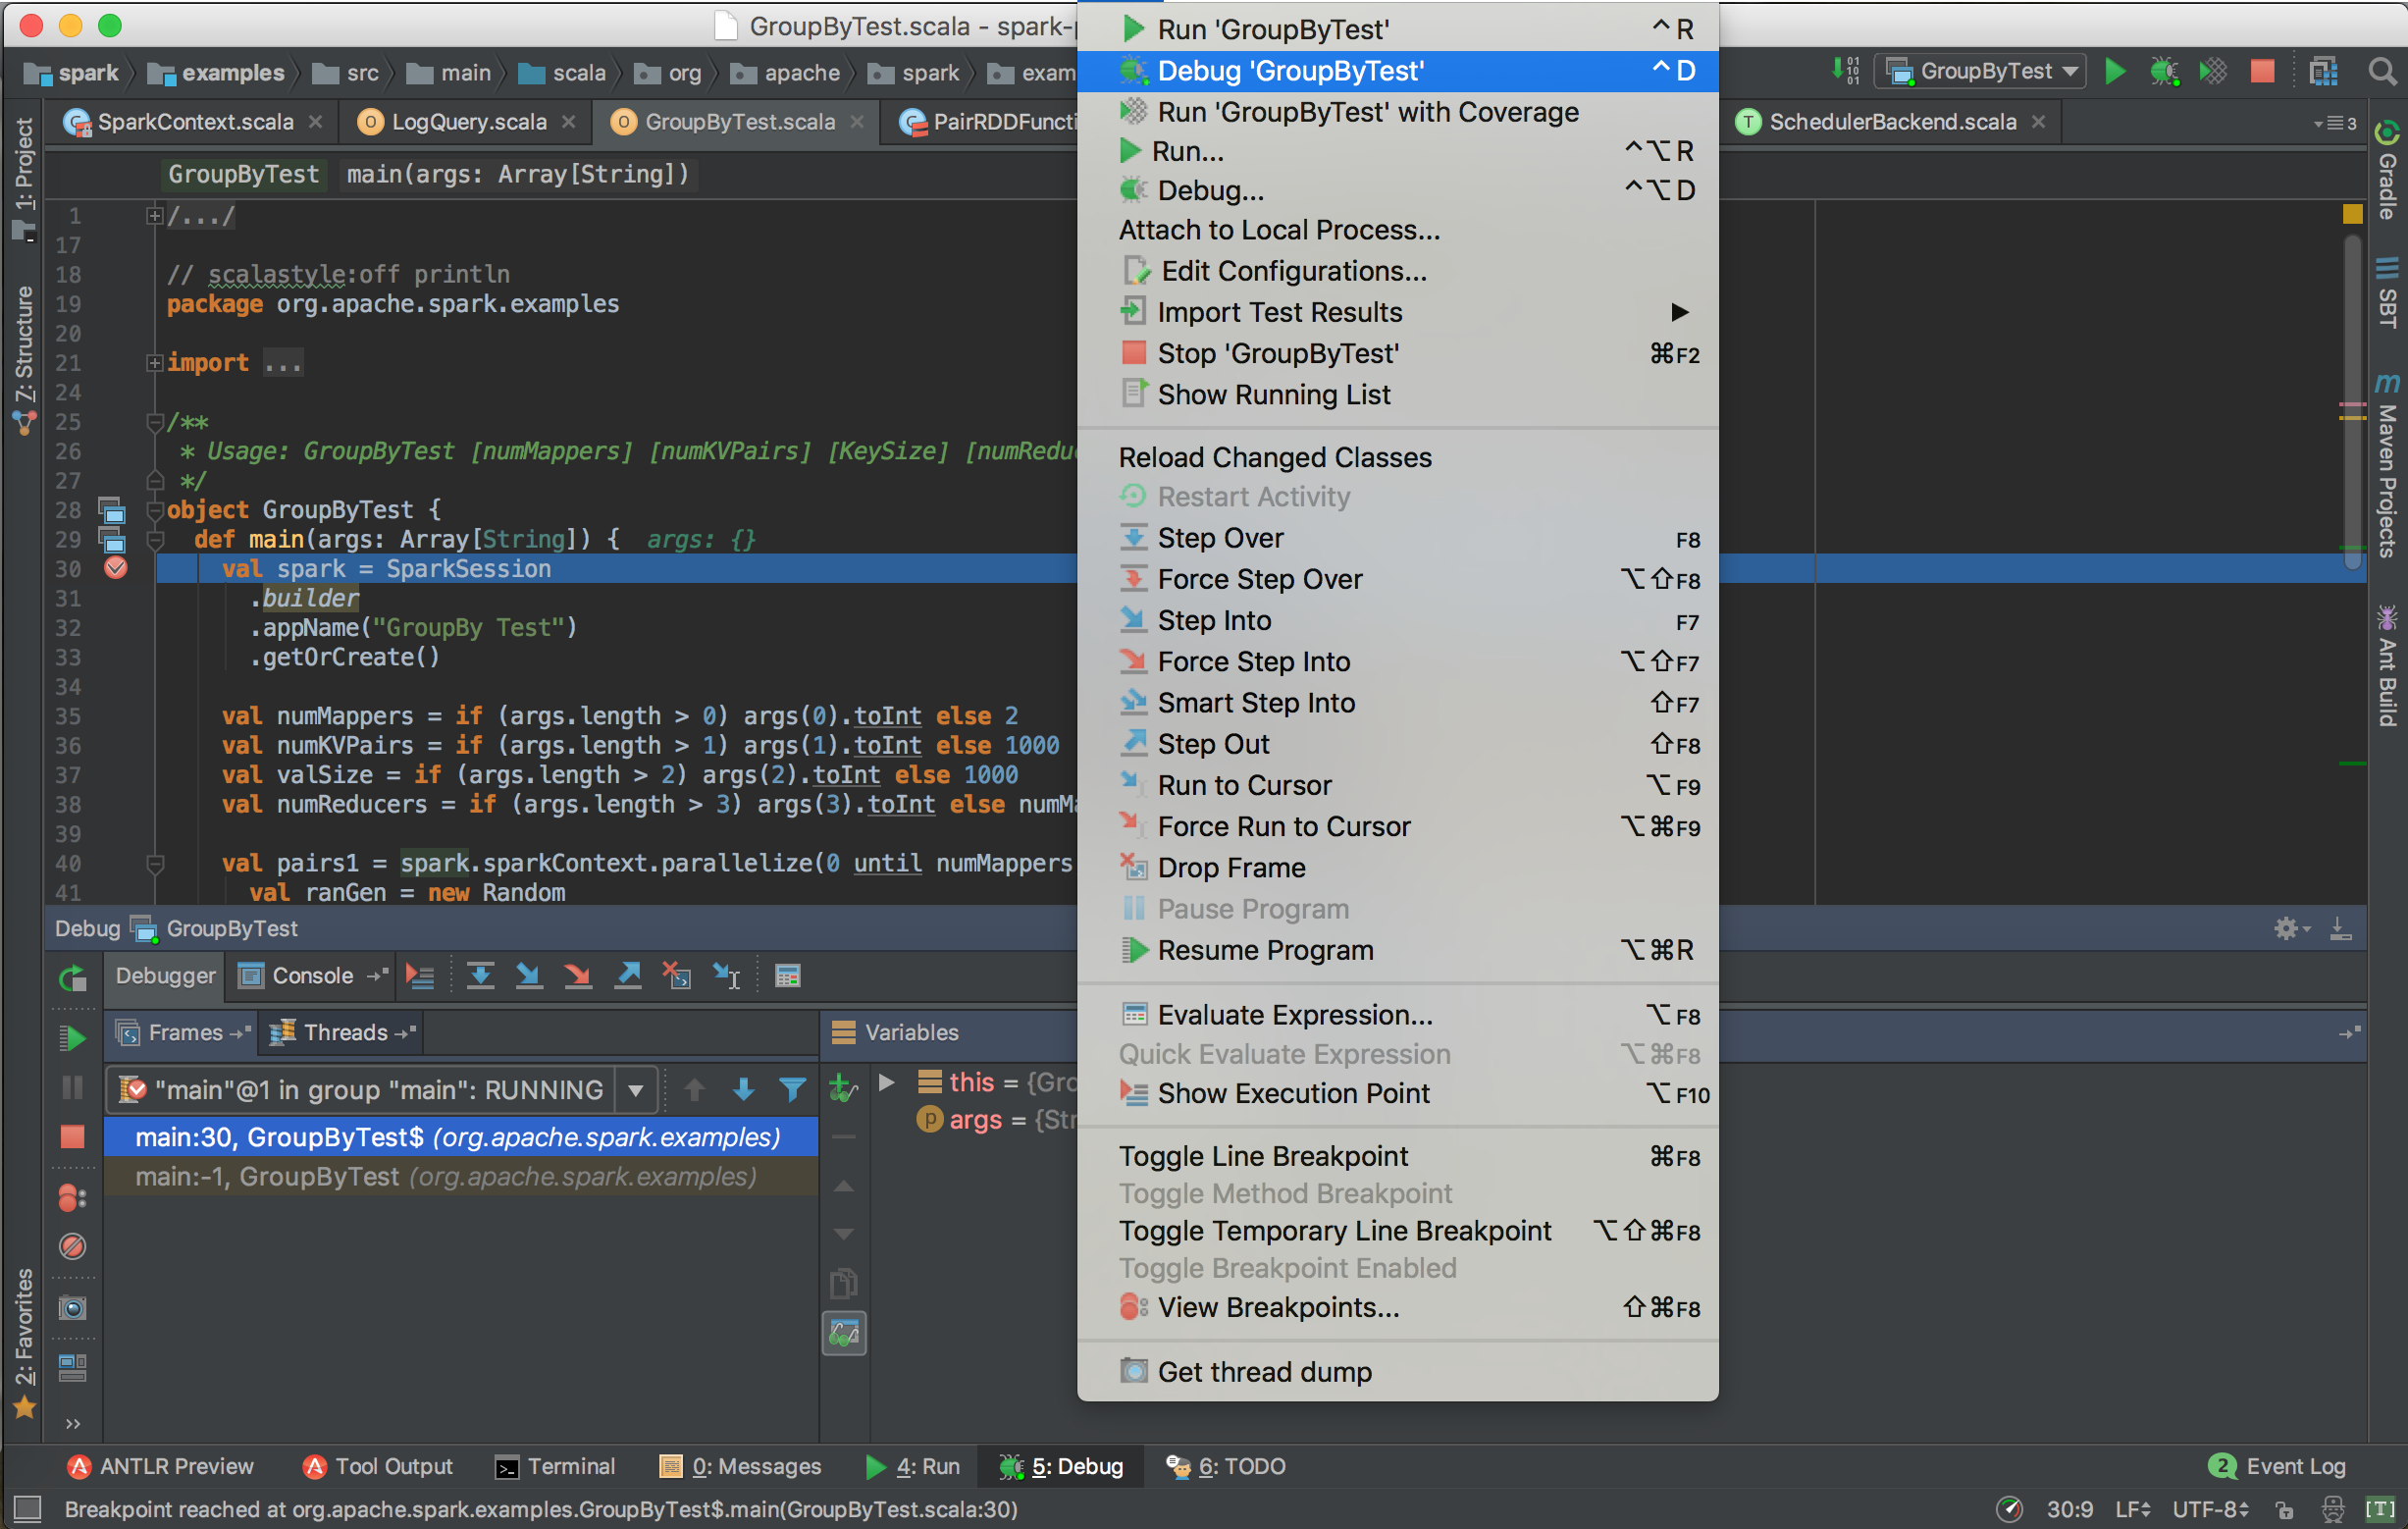 GroupByTest.scala - spark-
spark examples src main scala org apache spark exam
GroupByTest
SparkContext.scala LogQuery.scala GroupByTest.scala PairRDDFuncti SchedulerBackend.scala 3
GroupByTest main(args: Array[String])
1: Project
7: Structure
2: Favorites
1 /.../
17
18 // scalastyle:off println
19 package org.apache.spark.examples
20
21 import ...
24
25 /**
26 * Usage: GroupByTest [numMappers] [numKVPairs] [KeySize] [numRedu
27 */
28 object GroupByTest {
29 def main(args: Array[String]) { args: {}
30 val spark = SparkSession
31 .builder
32 .appName("GroupBy Test")
33 .getOrCreate()
34
35 val numMappers = if (args.length > 0) args(0).toInt else 2
36 val numKVPairs = if (args.length > 1) args(1).toInt else 1000
37 val valSize = if (args.length > 2) args(2).toInt else 1000
38 val numReducers = if (args.length > 3) args(3).toInt else numM
39
40 val pairs1 = spark.sparkContext.parallelize(0 until numMappers
41 val ranGen = new Random
Run 'GroupByTest' ^R
Debug 'GroupByTest' ^D
Run 'GroupByTest' with Coverage
Run... ^⌥R
Debug... ^⌥D
Attach to Local Process...
Edit Configurations...
Import Test Results ▶
Stop 'GroupByTest' ⌘F2
Show Running List
Reload Changed Classes
Restart Activity
Step Over F8
Force Step Over ⌥⇧F8
Step Into F7
Force Step Into ⌥⇧F7
Smart Step Into ⇧F7
Step Out ⇧F8
Run to Cursor ⌥F9
Force Run to Cursor ⌥⌘F9
Drop Frame
Pause Program
Resume Program ⌥⌘R
Evaluate Expression... ⌥F8
Quick Evaluate Expression ⌥⌘F8
Show Execution Point ⌥F10
Toggle Line Breakpoint ⌘F8
Toggle Method Breakpoint
Toggle Temporary Line Breakpoint ⌥⇧⌘F8
Toggle Breakpoint Enabled
View Breakpoints... ⇧⌘F8
Get thread dump
Gradle
SBT
Maven Projects
Ant Build
Debug GroupByTest
Debugger Console
Frames Threads Variables
"main"@1 in group "main": RUNNING
main:30, GroupByTest$ (org.apache.spark.examples)
main:-1, GroupByTest (org.apache.spark.examples)
this = {Gro
args = {Str
ANTLR Preview Tool Output Terminal 0: Messages 4: Run 5: Debug 6: TODO 2 Event Log
Breakpoint reached at org.apache.spark.examples.GroupByTest$.main(GroupByTest.scala:30) 30:9 LF UTF-8 [T]